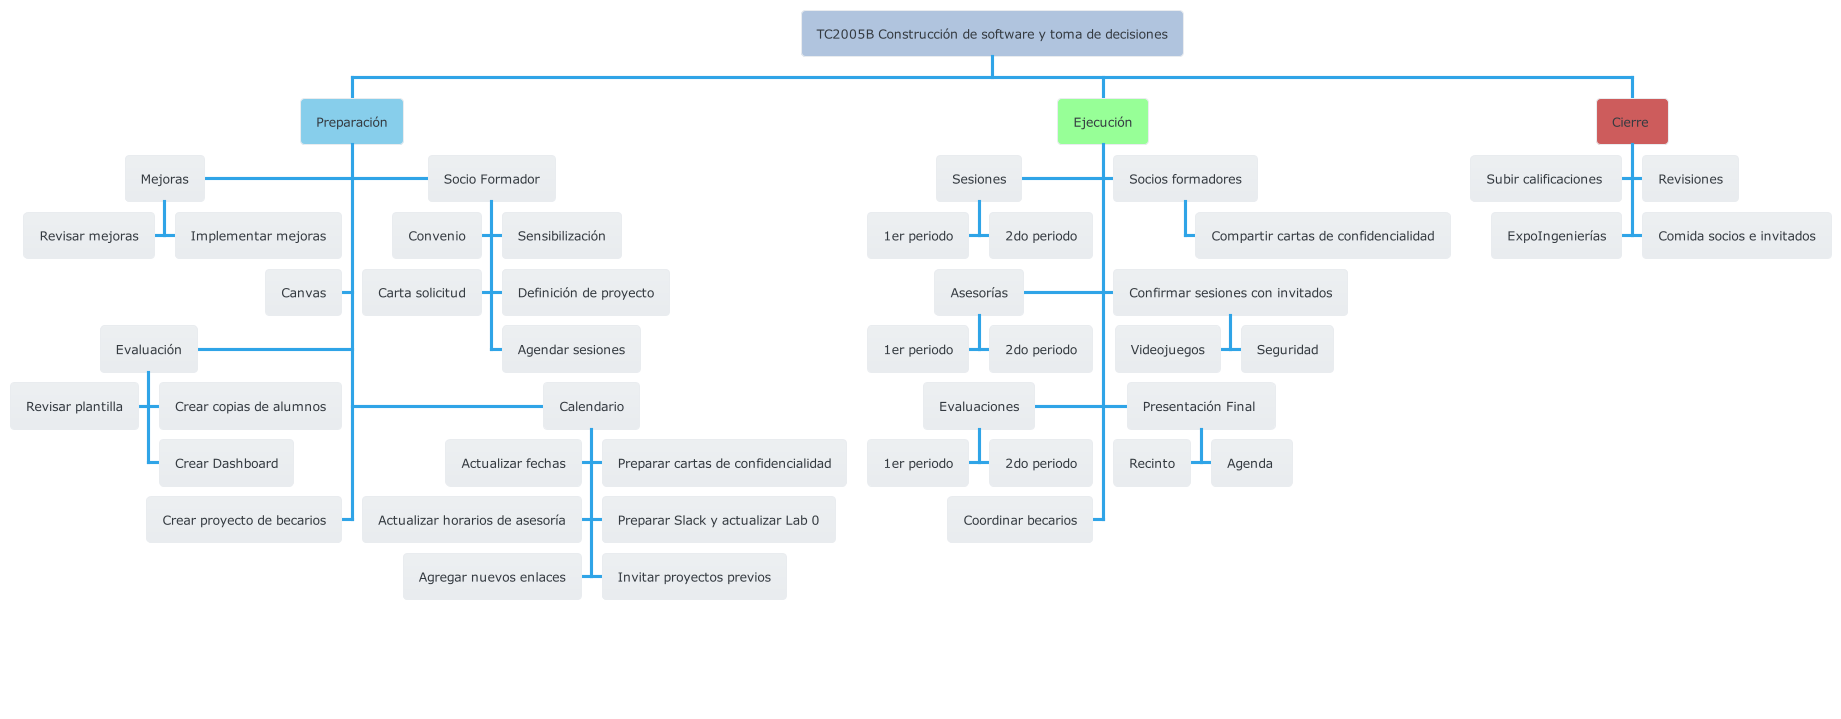 TC2005B Construcción de software y toma de decisiones
Preparación
Ejecución
Cierre
Mejoras
Socio Formador
Sesiones
Socios formadores
Subir calificaciones
Revisiones
Revisar mejoras
Implementar mejoras
Convenio
Sensibilización
1er periodo
2do periodo
Compartir cartas de confidencialidad
ExpoIngenierías
Comida socios e invitados
Canvas
Carta solicitud
Definición de proyecto
Asesorías
Confirmar sesiones con invitados
Evaluación
Agendar sesiones
1er periodo
2do periodo
Videojuegos
Seguridad
Revisar plantilla
Crear copias de alumnos
Calendario
Evaluaciones
Presentación Final
Crear Dashboard
Actualizar fechas
Preparar cartas de confidencialidad
1er periodo
2do periodo
Recinto
Agenda
Crear proyecto de becarios
Actualizar horarios de asesoría
Preparar Slack y actualizar Lab 0
Coordinar becarios
Agregar nuevos enlaces
Invitar proyectos previos